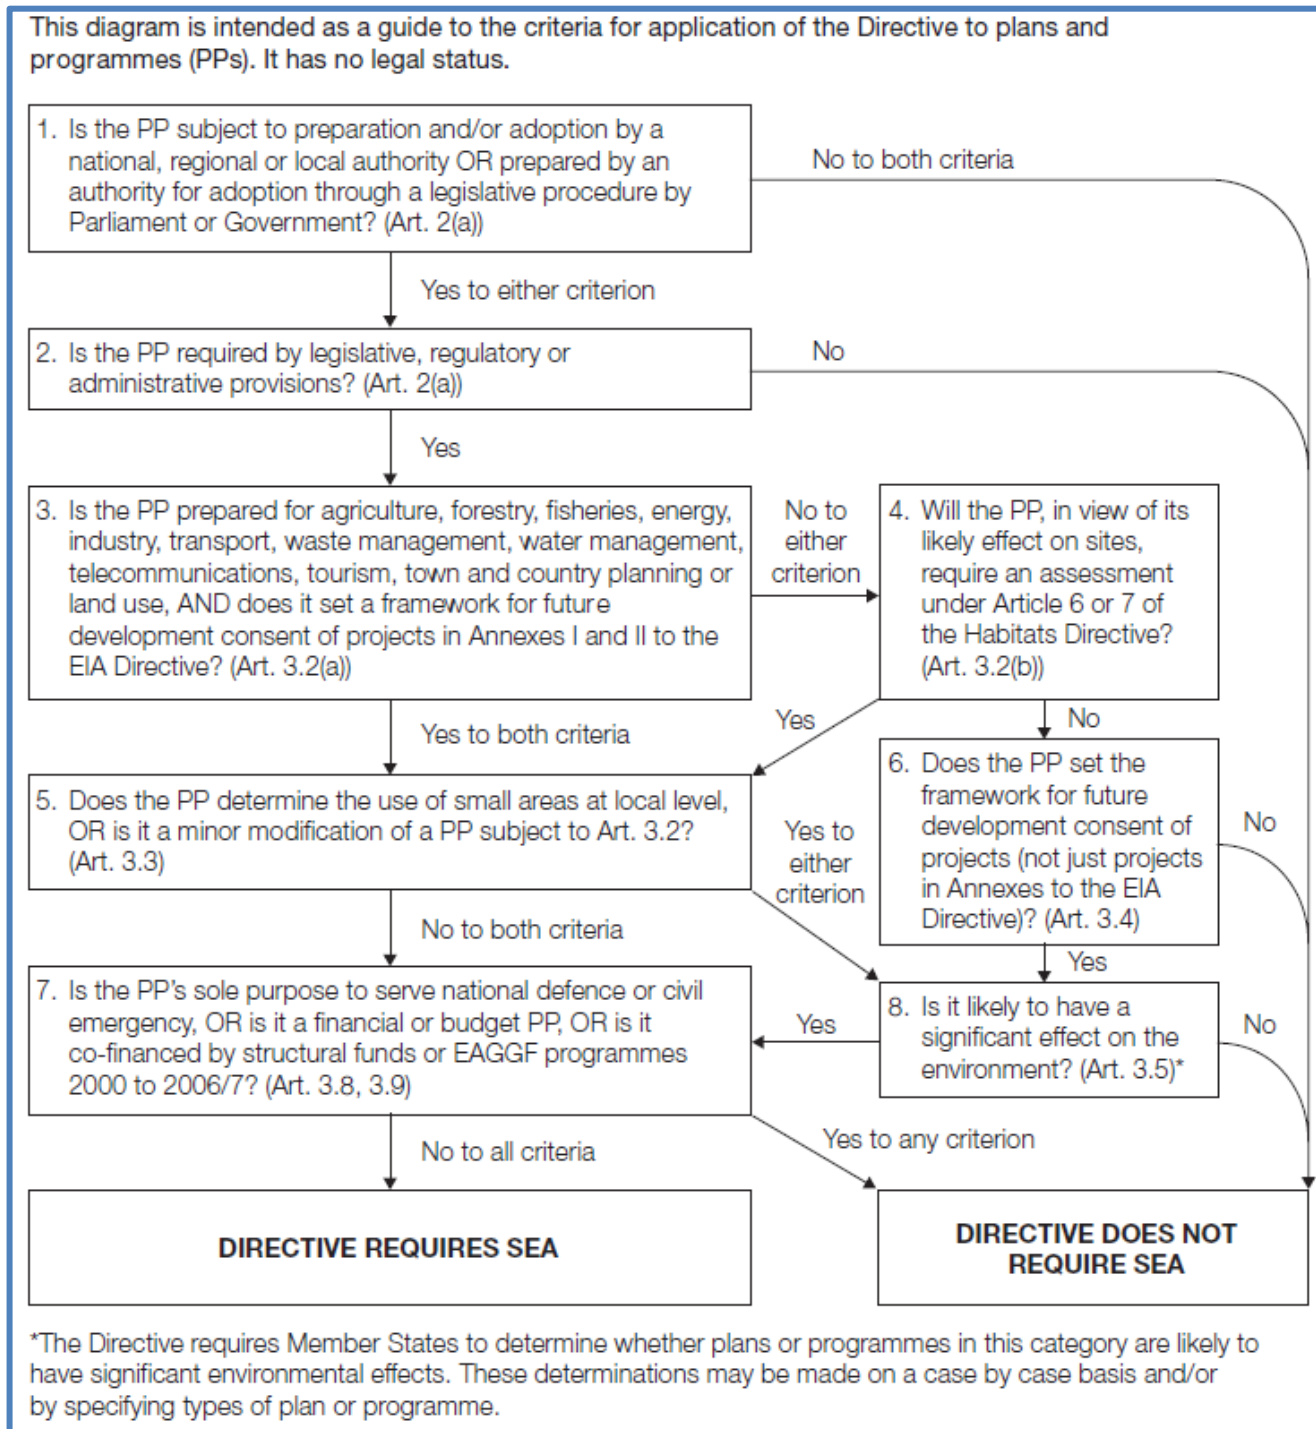 This diagram is intended as a guide to the criteria for application of the Directive to plans and
programmes (PPs). It has no legal status.
1. Is the PP subject to preparation and/or adoption by a
national, regional or local authority OR prepared by an
authority for adoption through a legislative procedure by
Parliament or Government? (Art. 2(a))
No to both criteria
Yes to either criterion
2. Is the PP required by legislative, regulatory or
administrative provisions? (Art. 2(a))
No
Yes
3. Is the PP prepared for agriculture, forestry, fisheries, energy,
industry, transport, waste management, water management,
telecommunications, tourism, town and country planning or
land use, AND does it set a framework for future
development consent of projects in Annexes I and II to the
EIA Directive? (Art. 3.2(a))
No to
either
criterion
4. Will the PP, in view of its
likely effect on sites,
require an assessment
under Article 6 or 7 of
the Habitats Directive?
(Art. 3.2(b))
Yes to both criteria
Yes
No
5. Does the PP determine the use of small areas at local level,
OR is it a minor modification of a PP subject to Art. 3.2?
(Art. 3.3)
Yes to
either
criterion
6. Does the PP set the
framework for future
development consent of
projects (not just projects
in Annexes to the EIA
Directive)? (Art. 3.4)
No
No to both criteria
Yes
7. Is the PP's sole purpose to serve national defence or civil
emergency, OR is it a financial or budget PP, OR is it
co-financed by structural funds or EAGGF programmes
2000 to 2006/7? (Art. 3.8, 3.9)
Yes
8. Is it likely to have a
significant effect on the
environment? (Art. 3.5)*
No
No to all criteria
Yes to any criterion
DIRECTIVE REQUIRES SEA
DIRECTIVE DOES NOT
REQUIRE SEA
*The Directive requires Member States to determine whether plans or programmes in this category are likely to
have significant environmental effects. These determinations may be made on a case by case basis and/or
by specifying types of plan or programme.